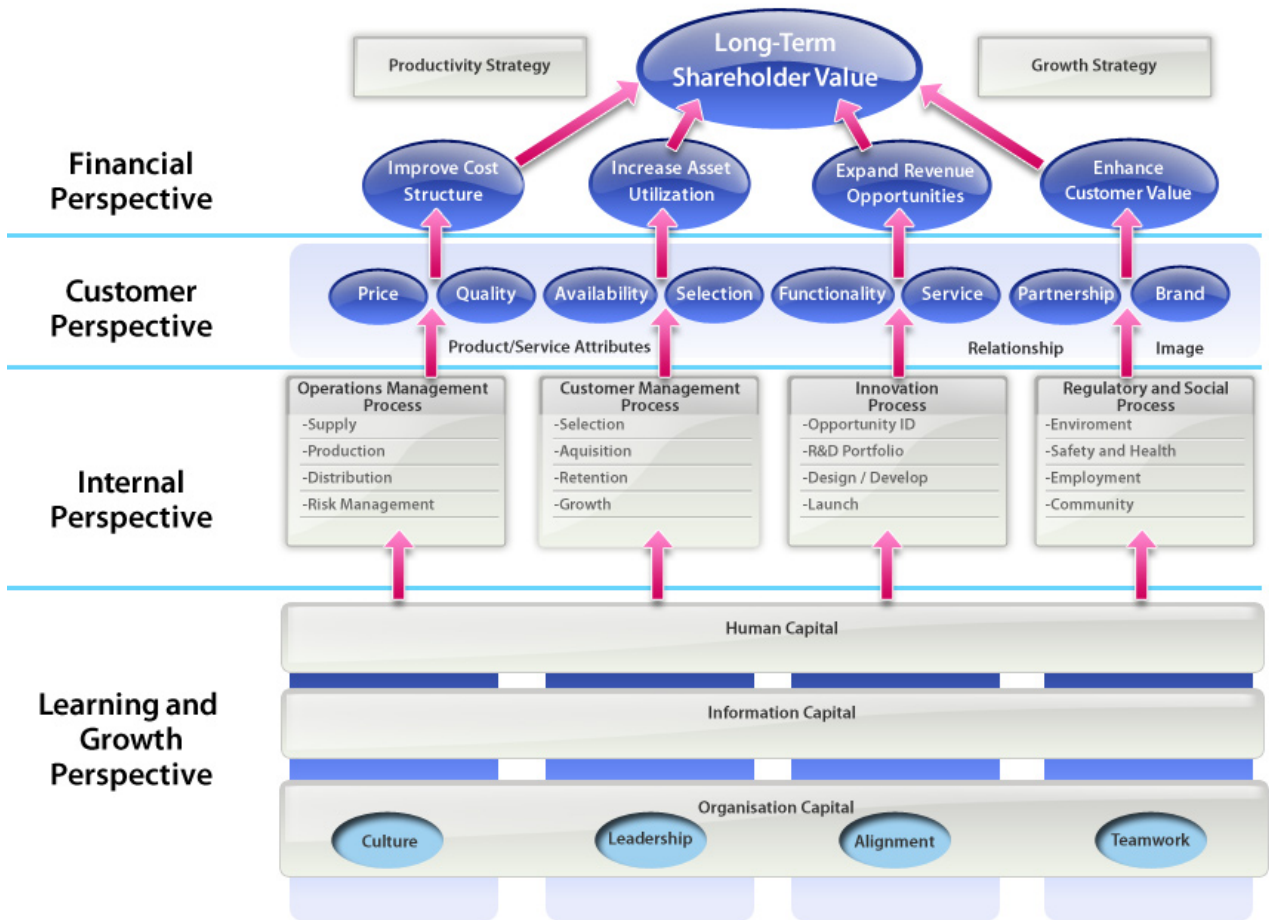 Productivity Strategy
Long-Term
Shareholder Value
Growth Strategy
Financial
Perspective
Improve Cost
Structure
Increase Asset
Utilization
Expand Revenue
Opportunities
Enhance
Customer Value
Customer
Perspective
Price
Quality
Availability
Selection
Functionality
Service
Partnership
Brand
Product/Service Attributes
Relationship
Image
Internal
Perspective
Operations Management
Process
-Supply
-Production
-Distribution
-Risk Management
Customer Management
Process
-Selection
-Aquisition
-Retention
-Growth
Innovation
Process
-Opportunity ID
-R&D Portfolio
-Design / Develop
-Launch
Regulatory and Social
Process
-Enviroment
-Safety and Health
-Employment
-Community
Learning and
Growth
Perspective
Human Capital
Information Capital
Organisation Capital
Culture
Leadership
Alignment
Teamwork